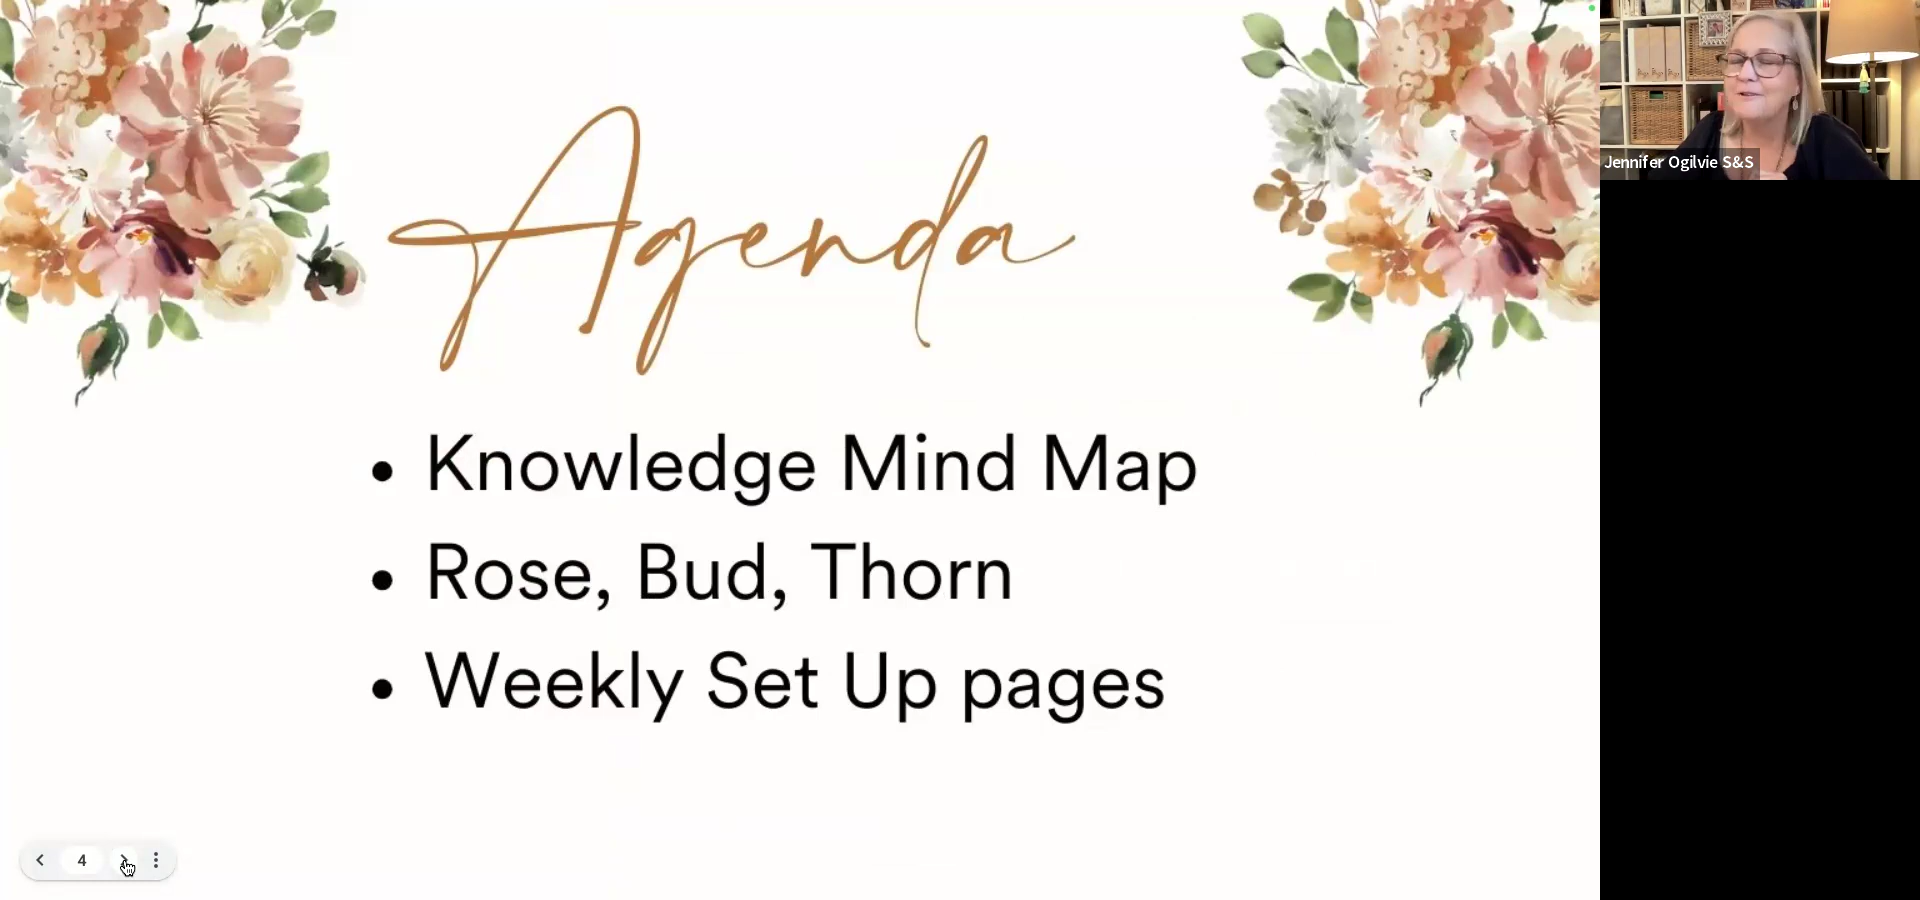 Agenda
• Knowledge Mind Map
• Rose, Bud, Thorn
• Weekly Set Up pages
Jennifer Ogilvie S&S
4